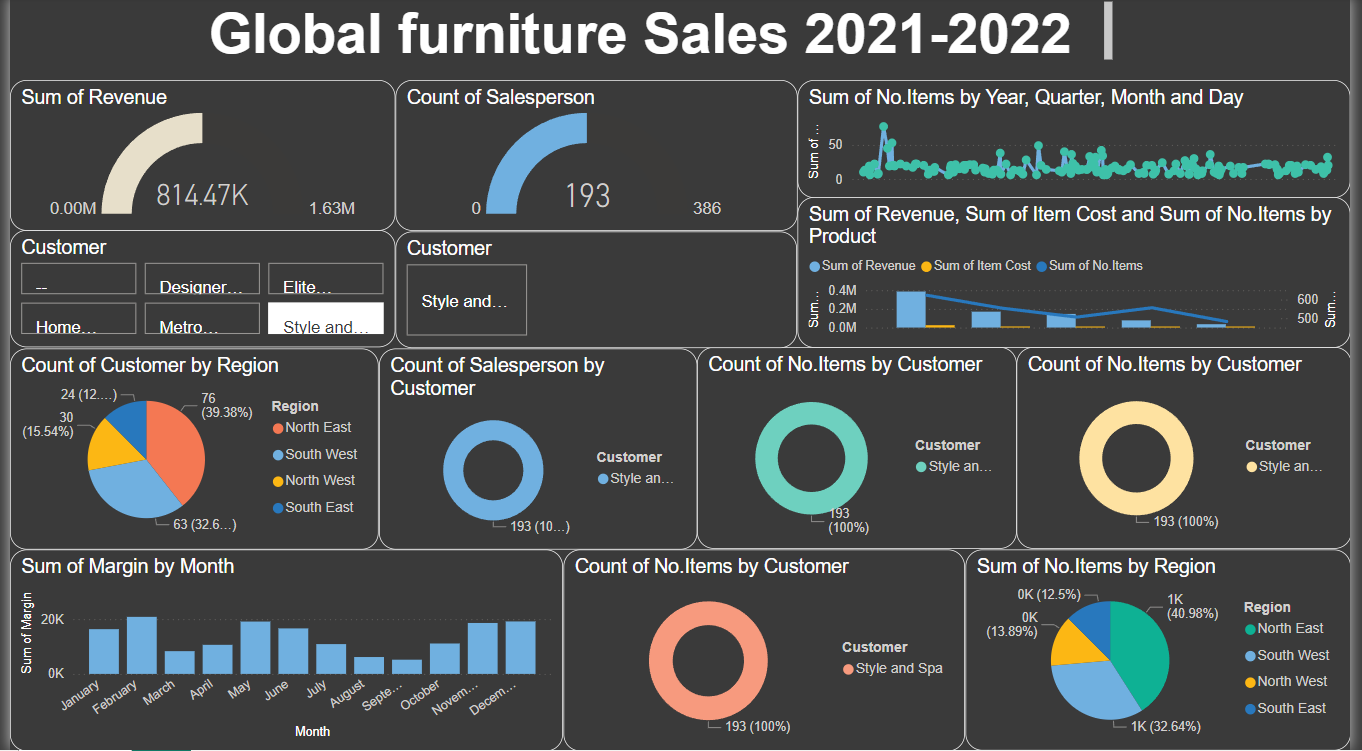 Global furniture Sales 2021-2022
Sum of Revenue
814.47K
0.00M
1.63M
Count of Salesperson
193
0
386
Sum of No.Items by Year, Quarter, Month and Day
Sum of ...
50
0
Customer
--
Designer...
Elite...
Home...
Metro...
Style and...
Customer
Style and...
Sum of Revenue, Sum of Item Cost and Sum of No.Items by
Product
Sum of Revenue
Sum of Item Cost
Sum of No.Items
Sum...
0.4M
0.2M
0.0M
600
500
Sum...
Count of Customer by Region
24 (12....)
76
(39.38%)
30
(15.54%)
63 (32.6...)
Region
North East
South West
North West
South East
Count of Salesperson by
Customer
193 (10...)
Customer
Style an...
Count of No.Items by Customer
193
(100%)
Customer
Style an...
Count of No.Items by Customer
193 (100%)
Customer
Style an...
Sum of Margin by Month
Sum of Margin
20K
0K
January
February
March
April
May
June
July
August
Septe...
October
Novem...
Decem...
Month
Count of No.Items by Customer
193 (100%)
Customer
Style and Spa
Sum of No.Items by Region
0K (12.5%)
1K
(40.98%)
0K
(13.89%)
1K (32.64%)
Region
North East
South West
North West
South East